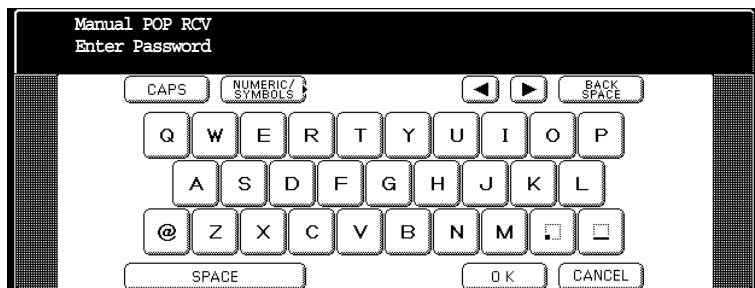 Manual POP RCV
Enter Password
CAPS NUMERIC/ SYMBOLS ◀ ▶ BACK SPACE
Q W E R T Y U I O P
A S D F G H J K L
@ Z X C V B N M . _
SPACE OK CANCEL